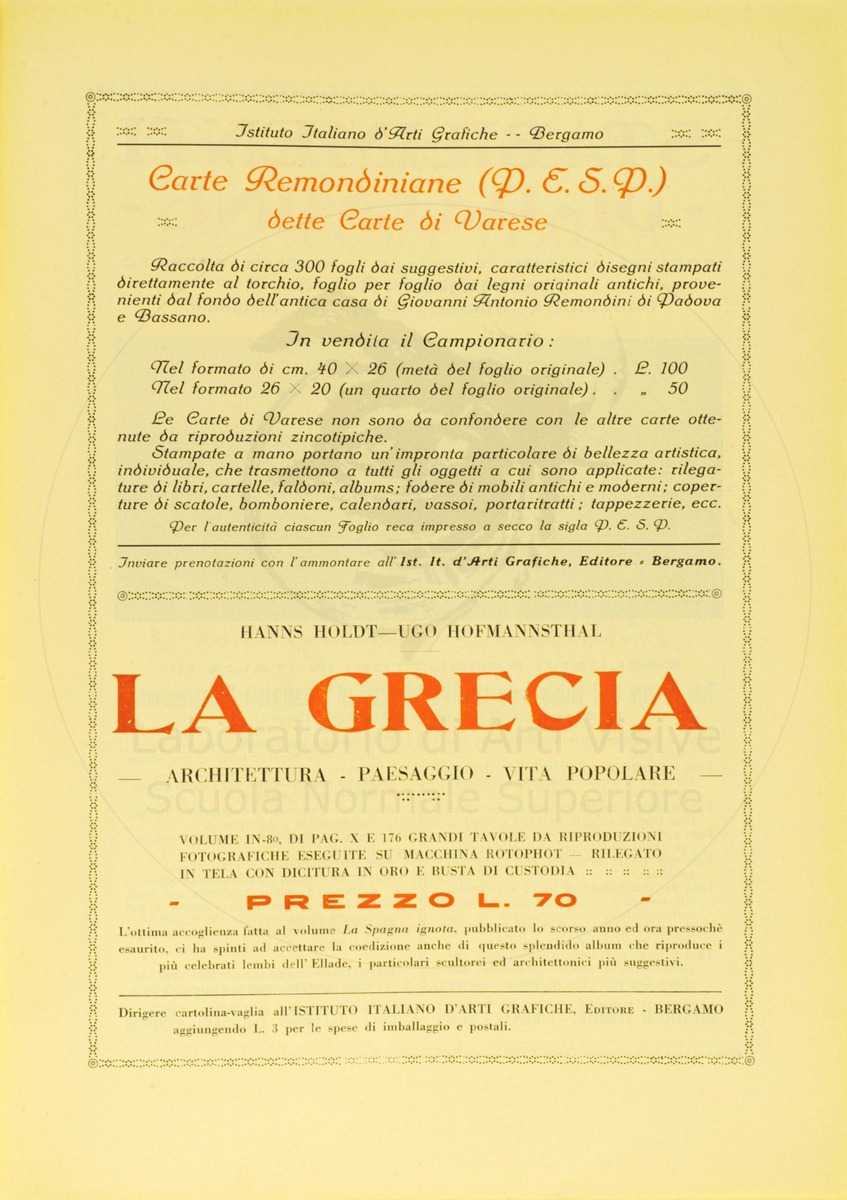 Istituto Italiano d'Arti Grafiche -- Bergamo
Carte Remondiniane (P. E. S. P.)
dette Carte di Varese
Raccolta di circa 300 fogli dai suggestivi, caratteristici disegni stampati
direttamente al torchio, foglio per foglio dai legni originali antichi, prove-
nienti dal fondo dell'antica casa di Giovanni Antonio Remondini di Padova
e Bassano.
In vendita il Campionario:
Nel formato di cm. 40 × 26 (metà del foglio originale) . L. 100
Nel formato 26 × 20 (un quarto del foglio originale). . „ 50
Le Carte di Varese non sono da confondere con le altre carte otte-
nute da riproduzioni zincotipiche.
Stampate a mano portano un'impronta particolare di bellezza artistica,
individuale, che trasmettono a tutti gli oggetti a cui sono applicate: rilega-
ture di libri, cartelle, faldoni, albums; fodere di mobili antichi e moderni; coper-
ture di scatole, bomboniere, calendari, vassoi, portaritratti; tappezzerie, ecc.
Per l'autenticità ciascun Foglio reca impresso a secco la sigla P. E. S. P.
Inviare prenotazioni con l'ammontare all'Ist. It. d'Arti Grafiche, Editore - Bergamo.
HANNS HOLDT—UGO HOFMANNSTHAL
LA GRECIA
Laboratorio di Arti Visive
— ARCHITETTURA - PAESAGGIO - VITA POPOLARE —
Scuola Normale Superiore
VOLUME IN-8o, DI PAG. X E 176 GRANDI TAVOLE DA RIPRODUZIONI
FOTOGRAFICHE ESEGUITE SU MACCHINA ROTOPHOT — RILEGATO
IN TELA CON DICITURA IN ORO E BUSTA DI CUSTODIA :: :: :: :: ::
- PREZZO L. 70 -
L'ottima accoglienza fatta al volume La Spagna ignota, pubblicato lo scorso anno ed ora pressochè
esaurito, ci ha spinti ad accettare la coedizione anche di questo splendido album che riproduce i
più celebrati lembi dell'Ellade, i particolari scultorei ed architettonici più suggestivi.
Dirigere cartolina-vaglia all'ISTITUTO ITALIANO D'ARTI GRAFICHE, EDITORE - BERGAMO
aggiungendo L. 3 per le spese di imballaggio e postali.